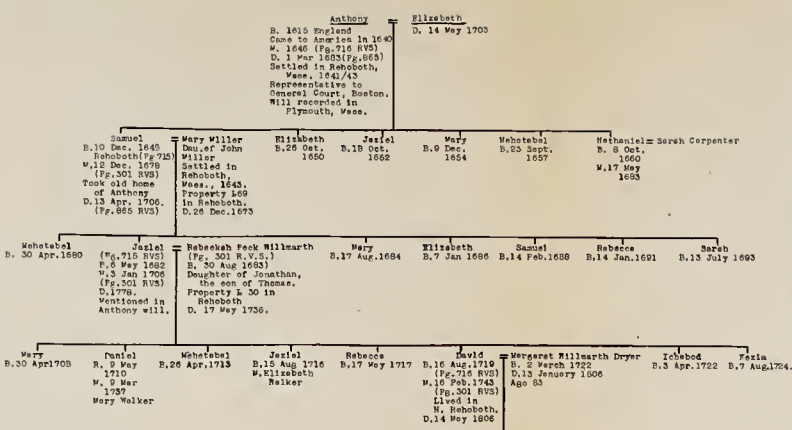 Anthony = Elizabeth
B. 1615 England
Came to America in 1640
M. 1646 (Pg.716 RVS)
D. 1 Mar 1683(Pg.865)
Settled in Rehoboth,
Mass. 1641/43
Representative to
General Court, Boston.
Will recorded in
Plymouth, Mass.
D. 14 May 1703
Samuel
B.10 Dec. 1649
Rehoboth(Pg 715)
M.12 Dec. 1678
(Pg.301 RVS)
Took old home
of Anthony
D.13 Apr. 1706.
(Pg.865 RVS)
= Mary Miller
Dau.of John
Miller
Settled in
Rehoboth,
Mass., 1643.
Property L69
in Rehoboth.
D.26 Dec.1673
Elizabeth
B.26 Oct.
1650
Jaziel
B.18 Oct.
1652
Mary
B.9 Dec.
1654
Mehetebel
B.23 Sept.
1657
Nathaniel= Sarah Carpenter
B. 8 Oct.
1660
M.17 May
1683
Mehetebel
B. 30 Apr.1680
Jaziel
(Pg.715 RVS)
B.6 May 1682
M.3 Jan 1706
(Pg.301 RVS)
D.1778.
Mentioned in
Anthony will.
= Rebeckeh Peck Willmarth
(Pg. 301 R.V.S.)
B. 30 Aug 1683)
Daughter of Jonathan,
the son of Thomas.
Property L 30 in
Rehoboth
D. 17 May 1736.
Mary
B.17 Aug.1684
Elizabeth
B.7 Jan 1686
Samuel
B.14 Feb.1688
Rebecca
B.14 Jan.1691
Sarah
B.13 July 1693
Mary
B.30 Apr1708
Daniel
B. 9 May
1710
M. 9 Mar
1737
Mary Walker
Mehetebel
B.26 Apr.1713
Jaziel
B.15 Aug 1716
M.Elizabeth
Walker
Rebecca
B.17 May 1717
David
B.16 Aug.1719
(Pg.716 RVS)
M.16 Feb.1743
(Pg.301 RVS)
Lived in
N. Rehoboth.
D.14 May 1806
= Margaret Willmarth Dryer
B. 2 March 1722
D.13 January 1806
Age 83
Ichabod
B.3 Apr.1722
Kezia
B.7 Aug.1724.